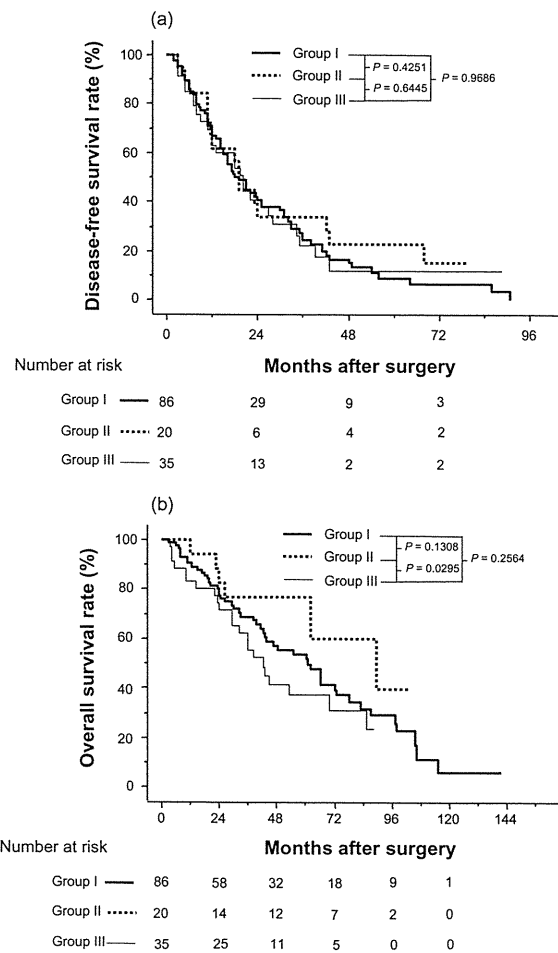 (a)
Disease-free survival rate (%)
100
80
60
40
20
0
Group I
Group II
Group III
P = 0.4251
P = 0.6445
P = 0.9686
0 24 48 72 96
Months after surgery
Number at risk
Group I 86 29 9 3
Group II 20 6 4 2
Group III 35 13 2 2
(b)
Overall survival rate (%)
100
80
60
40
20
0
Group I
Group II
Group III
P = 0.1308
P = 0.0295
P = 0.2564
0 24 48 72 96 120 144
Months after surgery
Number at risk
Group I 86 58 32 18 9 1
Group II 20 14 12 7 2 0
Group III 35 25 11 5 0 0